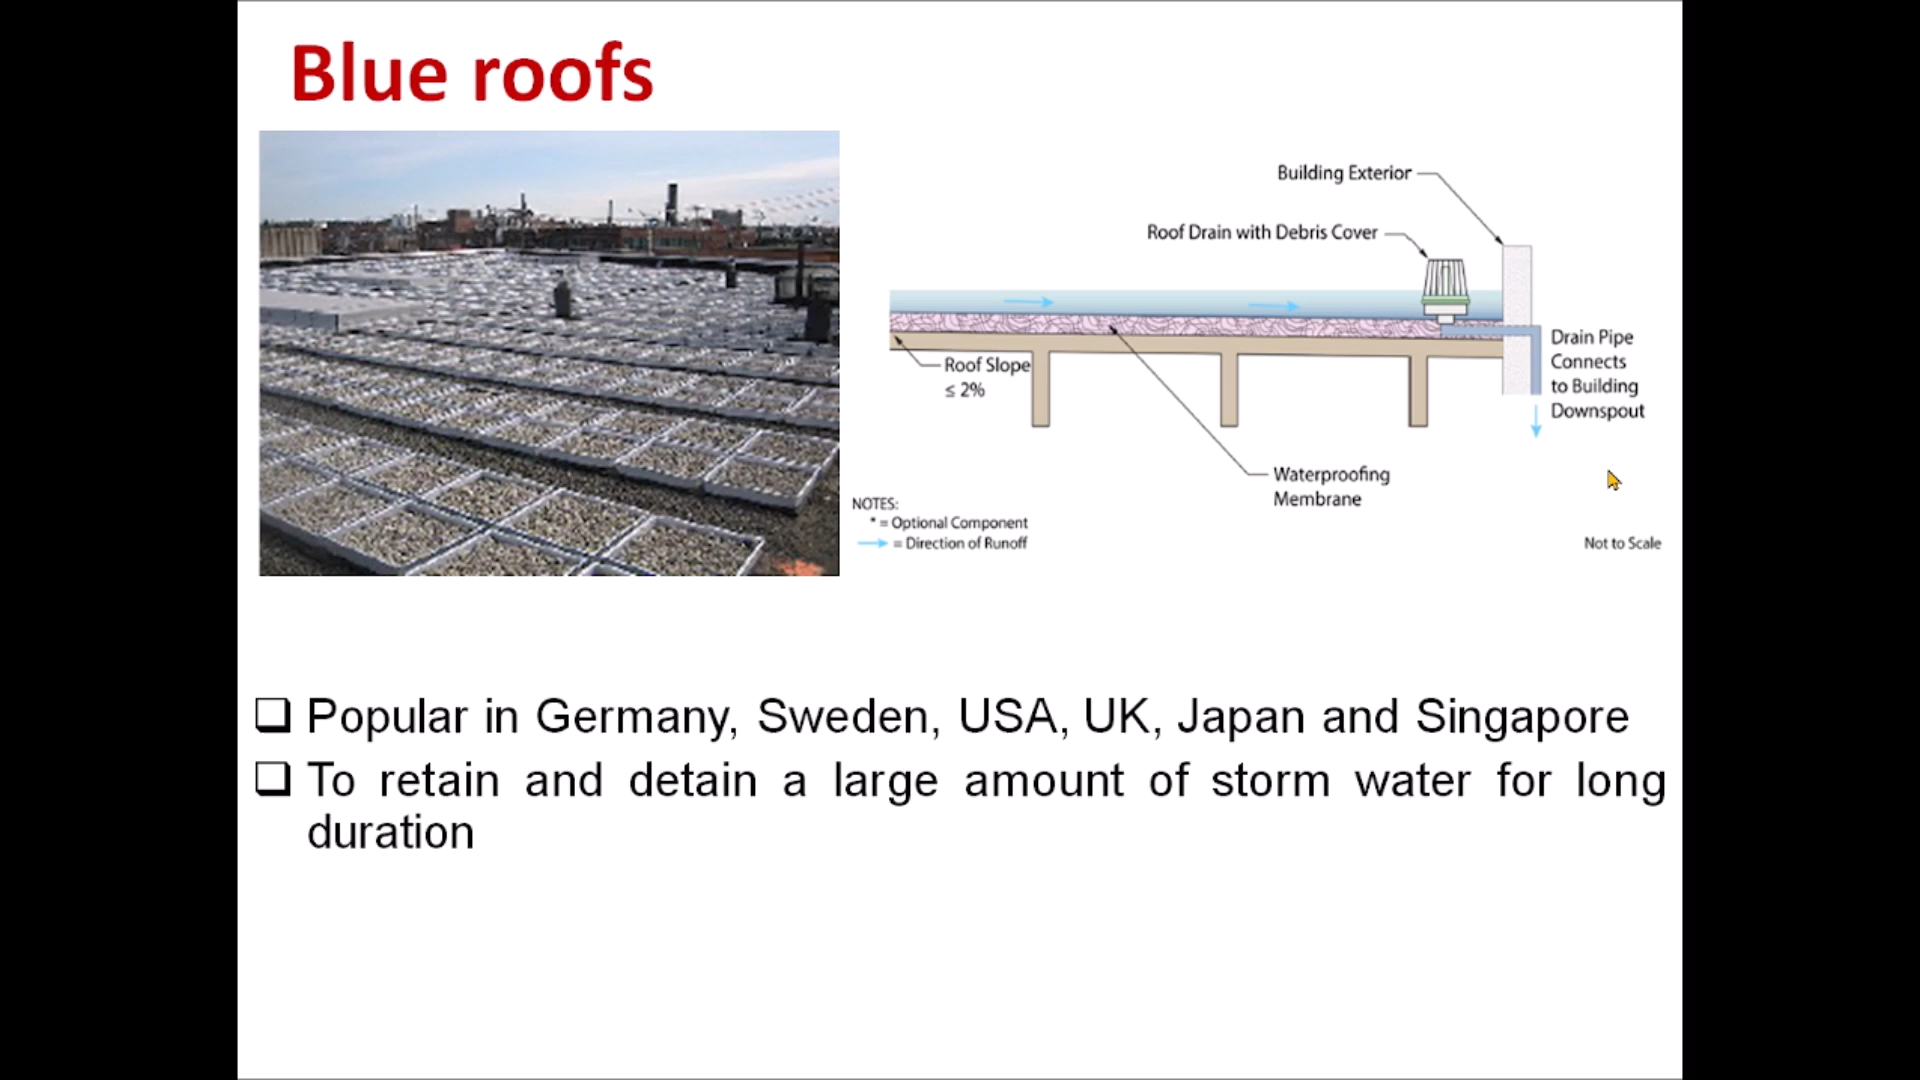 Blue roofs
Building Exterior
Roof Drain with Debris Cover
Drain Pipe
Connects
to Building
Downspout
Roof Slope
≤ 2%
Waterproofing
Membrane
NOTES:
* = Optional Component
= Direction of Runoff
Not to Scale
❑ Popular in Germany, Sweden, USA, UK, Japan and Singapore
❑ To retain and detain a large amount of storm water for long
duration